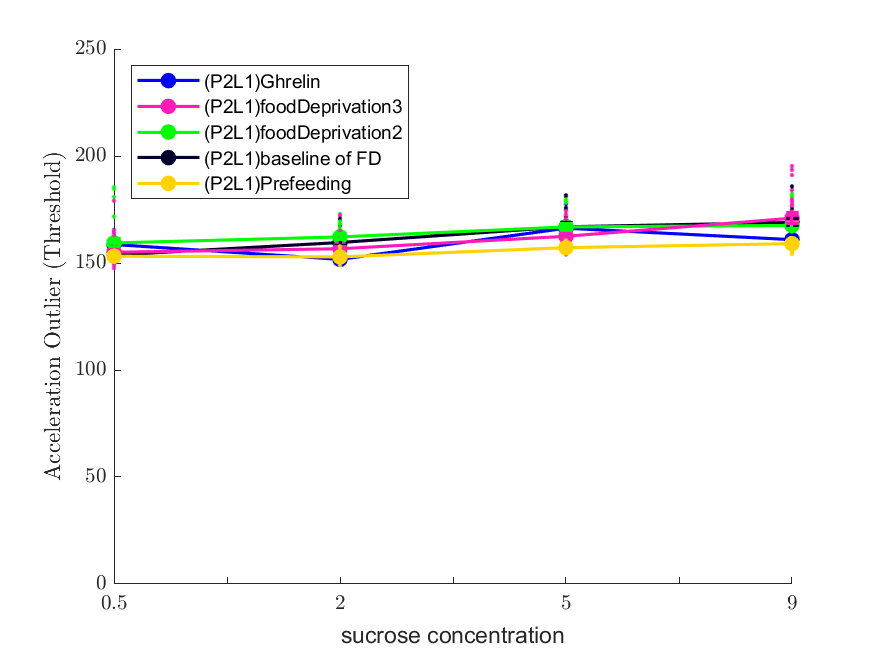 250
200
150
100
50
0
Acceleration Outlier (Threshold)
(P2L1)Ghrelin
(P2L1)foodDeprivation3
(P2L1)foodDeprivation2
(P2L1)baseline of FD
(P2L1)Prefeeding
0.5 2 5 9
sucrose concentration